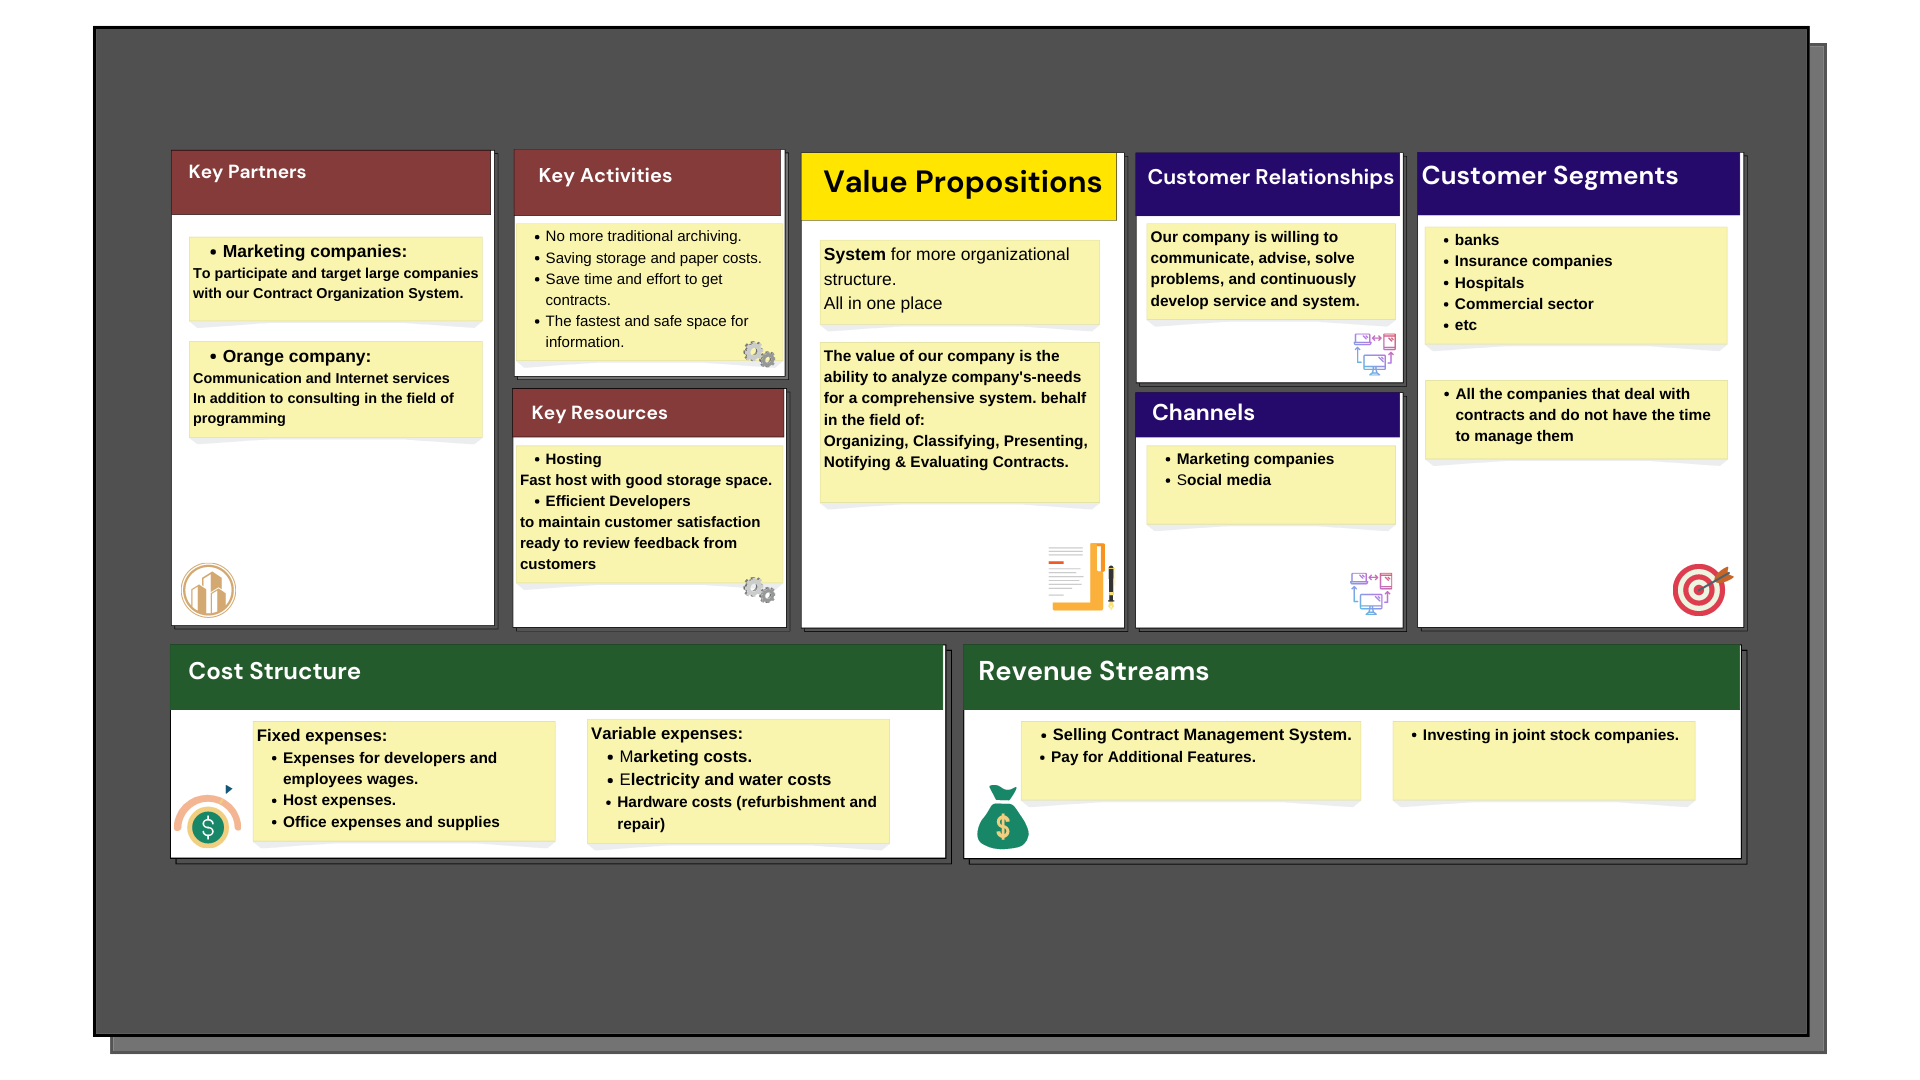 Key Partners
• Marketing companies:
To participate and target large companies
with our Contract Organization System.
• Orange company:
Communication and Internet services
In addition to consulting in the field of
programming
Key Activities
• No more traditional archiving.
• Saving storage and paper costs.
• Save time and effort to get
contracts.
• The fastest and safe space for
information.
Key Resources
• Hosting
Fast host with good storage space.
• Efficient Developers
to maintain customer satisfaction
ready to review feedback from
customers
Value Propositions
System for more organizational
structure.
All in one place
The value of our company is the
ability to analyze company's-needs
for a comprehensive system. behalf
in the field of:
Organizing, Classifying, Presenting,
Notifying & Evaluating Contracts.
Customer Relationships
Our company is willing to
communicate, advise, solve
problems, and continuously
develop service and system.
Channels
• Marketing companies
• Social media
Customer Segments
• banks
• Insurance companies
• Hospitals
• Commercial sector
• etc
• All the companies that deal with
contracts and do not have the time
to manage them
Cost Structure
Fixed expenses:
• Expenses for developers and
employees wages.
• Host expenses.
• Office expenses and supplies
Variable expenses:
• Marketing costs.
• Electricity and water costs
• Hardware costs (refurbishment and
repair)
Revenue Streams
• Selling Contract Management System.
• Pay for Additional Features.
• Investing in joint stock companies.